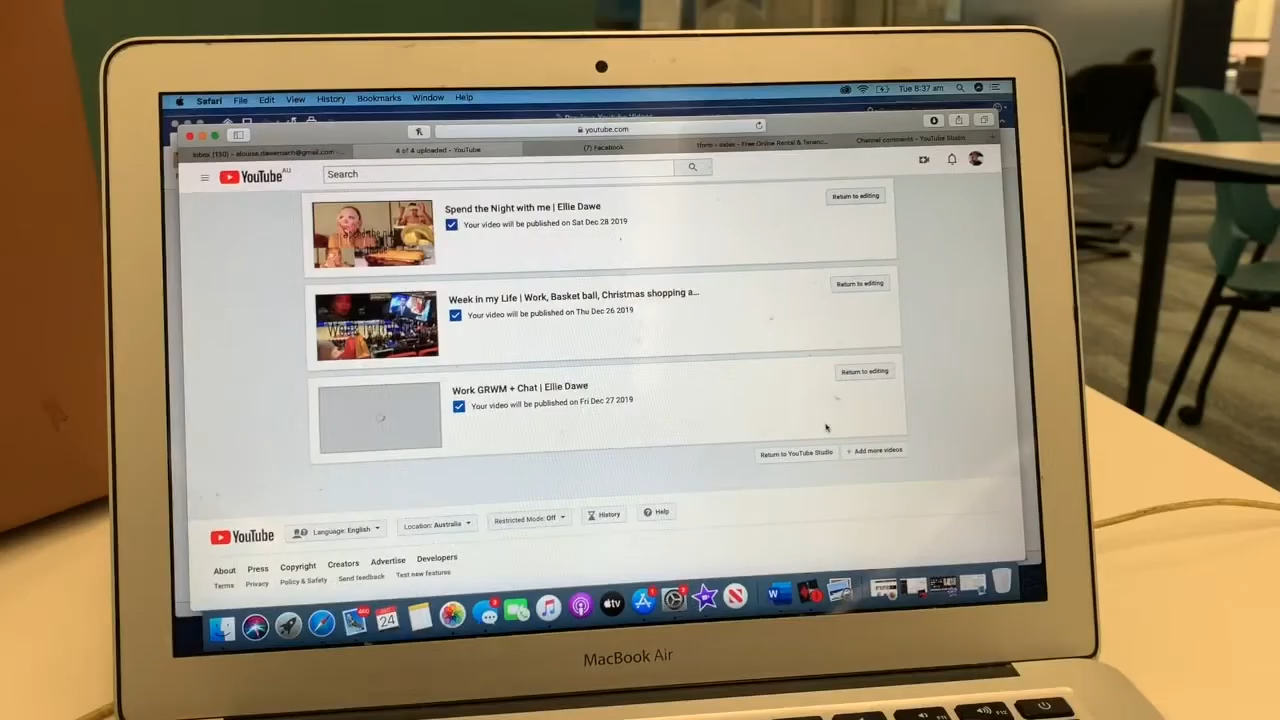 Safari File Edit View History Bookmarks Window Help
Tue 8:37 am
youtube.com
4 of 4 uploaded - YouTube
(7) Facebook
Channel comments - YouTube Studio
YouTube AU
Search
Spend the Night with me | Ellie Dawe
Your video will be published on Sat Dec 28 2019
Return to editing
Week in my Life | Work, Basket ball, Christmas shopping a...
Your video will be published on Thu Dec 26 2019
Return to editing
Work GRWM + Chat | Ellie Dawe
Your video will be published on Fri Dec 27 2019
Return to editing
Return to YouTube Studio
+ Add more videos
YouTube
Language: English
Location: Australia
Restricted Mode: Off
History
Help
About Press Copyright Creators Advertise Developers
Terms Privacy Policy & Safety Send feedback Test new features
24
tv
MacBook Air